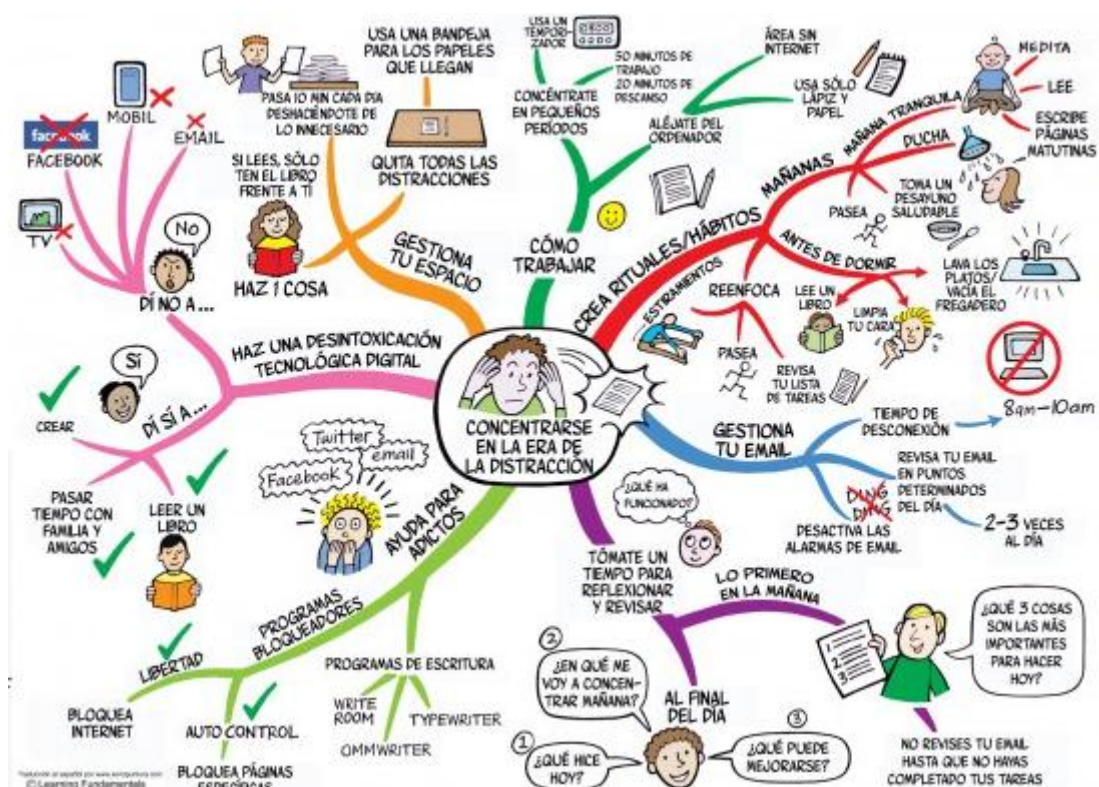 CONCENTRARSE
EN LA ERA DE
LA DISTRACCIÓN
CREA RITUALES/HÁBITOS
MAÑANAS
MAÑANA TRANQUILA
MEDITA
LEE
ESCRIBE
PÁGINAS
MATUTINAS
DUCHA
TOMA UN
DESAYUNO
SALUDABLE
PASEA
ANTES DE DORMIR
LAVA LOS
PLATOS/
VACÍA EL
FREGADERO
LIMPIA
TU CARA
LEE UN
LIBRO
REENFOCA
PASEA
REVISA
TU LISTA
DE TAREAS
ESTIRAMIENTOS
GESTIONA
TU EMAIL
TIEMPO DE
DESCONEXIÓN
8am-10am
REVISA TU EMAIL
EN PUNTOS
DETERMINADOS
DEL DÍA
2-3 VECES
AL DÍA
DING
DING
DESACTIVA LAS
ALARMAS DE EMAIL
¿QUÉ HA
FUNCIONADO?
TÓMATE UN
TIEMPO PARA
REFLEXIONAR
Y REVISAR
LO PRIMERO
EN LA MAÑANA
1
2
3
¿QUÉ 3 COSAS
SON LAS MÁS
IMPORTANTES
PARA HACER
HOY?
NO REVISES TU EMAIL
HASTA QUE NO HAYAS
COMPLETADO TUS TAREAS
AL FINAL
DEL DÍA
1
¿QUÉ HICE
HOY?
2
¿EN QUÉ ME
VOY A CONCEN-
TRAR MAÑANA?
3
¿QUÉ PUEDE
MEJORARSE?
AYUDA PARA
ADICTOS
Twitter
email
Facebook
PROGRAMAS DE ESCRITURA
WRITE
ROOM
OMMWRITER
TYPEWRITER
PROGRAMAS
BLOQUEADORES
LIBERTAD
BLOQUEA
INTERNET
AUTO CONTROL
BLOQUEA PÁGINAS
ESPECÍFICAS
HAZ UNA DESINTOXICACIÓN
TECNOLÓGICA DIGITAL
DÍ SÍ A...
SÍ
CREAR
PASAR
TIEMPO CON
FAMILIA Y
AMIGOS
LEER UN
LIBRO
DÍ NO A...
No
TV
facebook
FACEBOOK
MOBIL
EMAIL
GESTIONA
TU ESPACIO
HAZ 1 COSA
SI LEES, SÓLO
TEN EL LIBRO
FRENTE A TÍ
PASA 10 MIN CADA DÍA
DESHACIÉNDOTE DE
LO INNECESARIO
USA UNA BANDEJA
PARA LOS PAPELES
QUE LLEGAN
QUITA TODAS LAS
DISTRACCIONES
CÓMO
TRABAJAR
CONCÉNTRATE
EN PEQUEÑOS
PERÍODOS
USA UN
TEMPORI-
ZADOR
50 MINUTOS DE
TRABAJO
20 MINUTOS DE
DESCANSO
ALÉJATE DEL
ORDENADOR
ÁREA SIN
INTERNET
USA SÓLO
LÁPIZ Y
PAPEL
© Learning Fundamentals